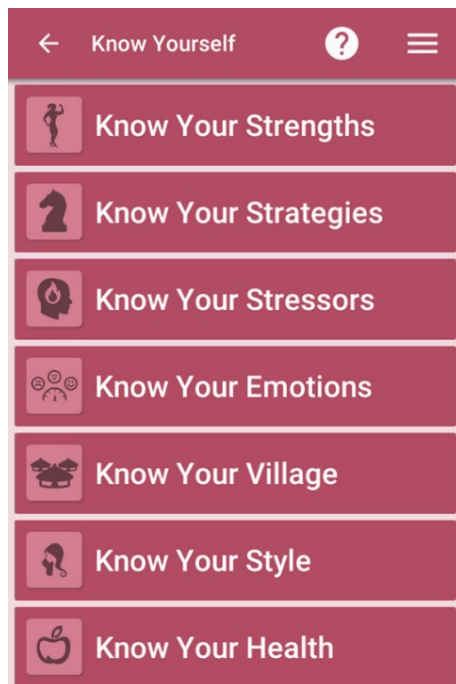 Know Yourself ?
Know Your Strengths
Know Your Strategies
Know Your Stressors
Know Your Emotions
Know Your Village
Know Your Style
Know Your Health